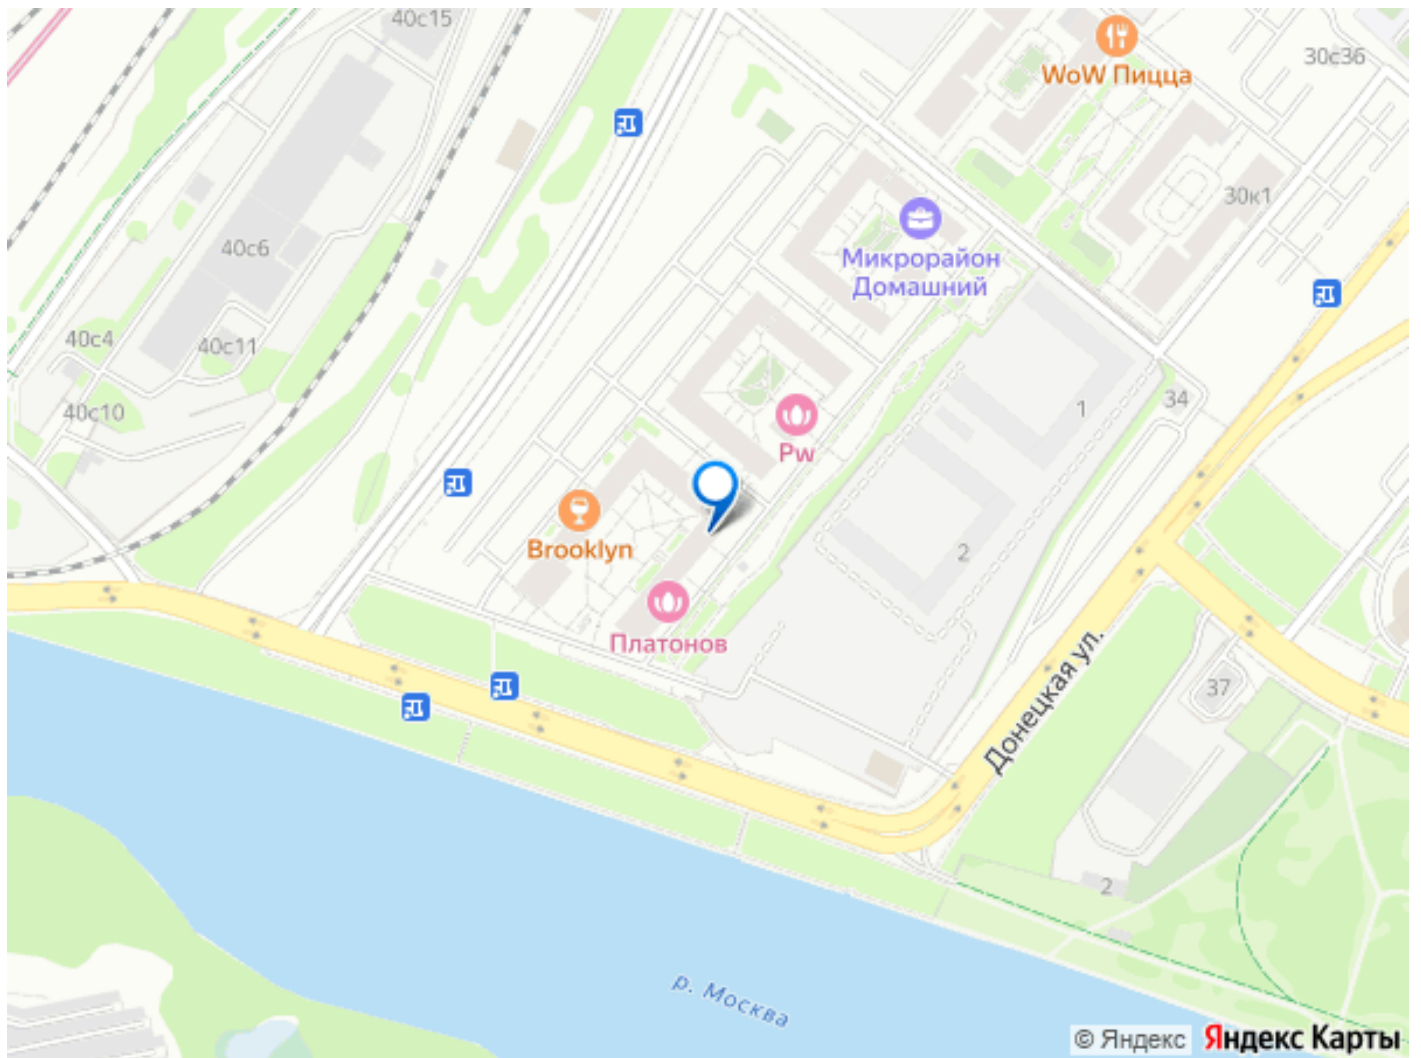 40с15
WoW Пицца
30с36
30к1
40с6
Микрорайон
Домашний
40с4
40с11
40с10
34
1
Pw
2
Brooklyn
Платонов
Донецкая ул.
37
2
р. Москва
© Яндекс Яндекс Карты